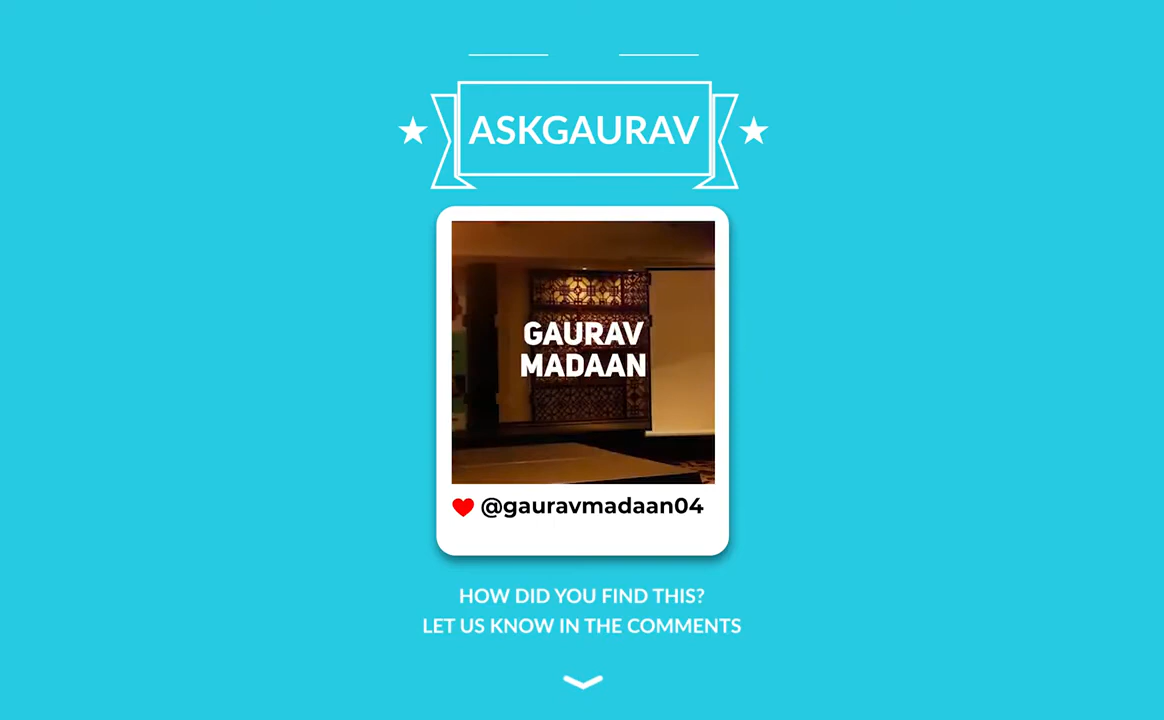 ASKGAURAV
GAURAV
MADAAN
@gauravmadaan04
HOW DID YOU FIND THIS?
LET US KNOW IN THE COMMENTS